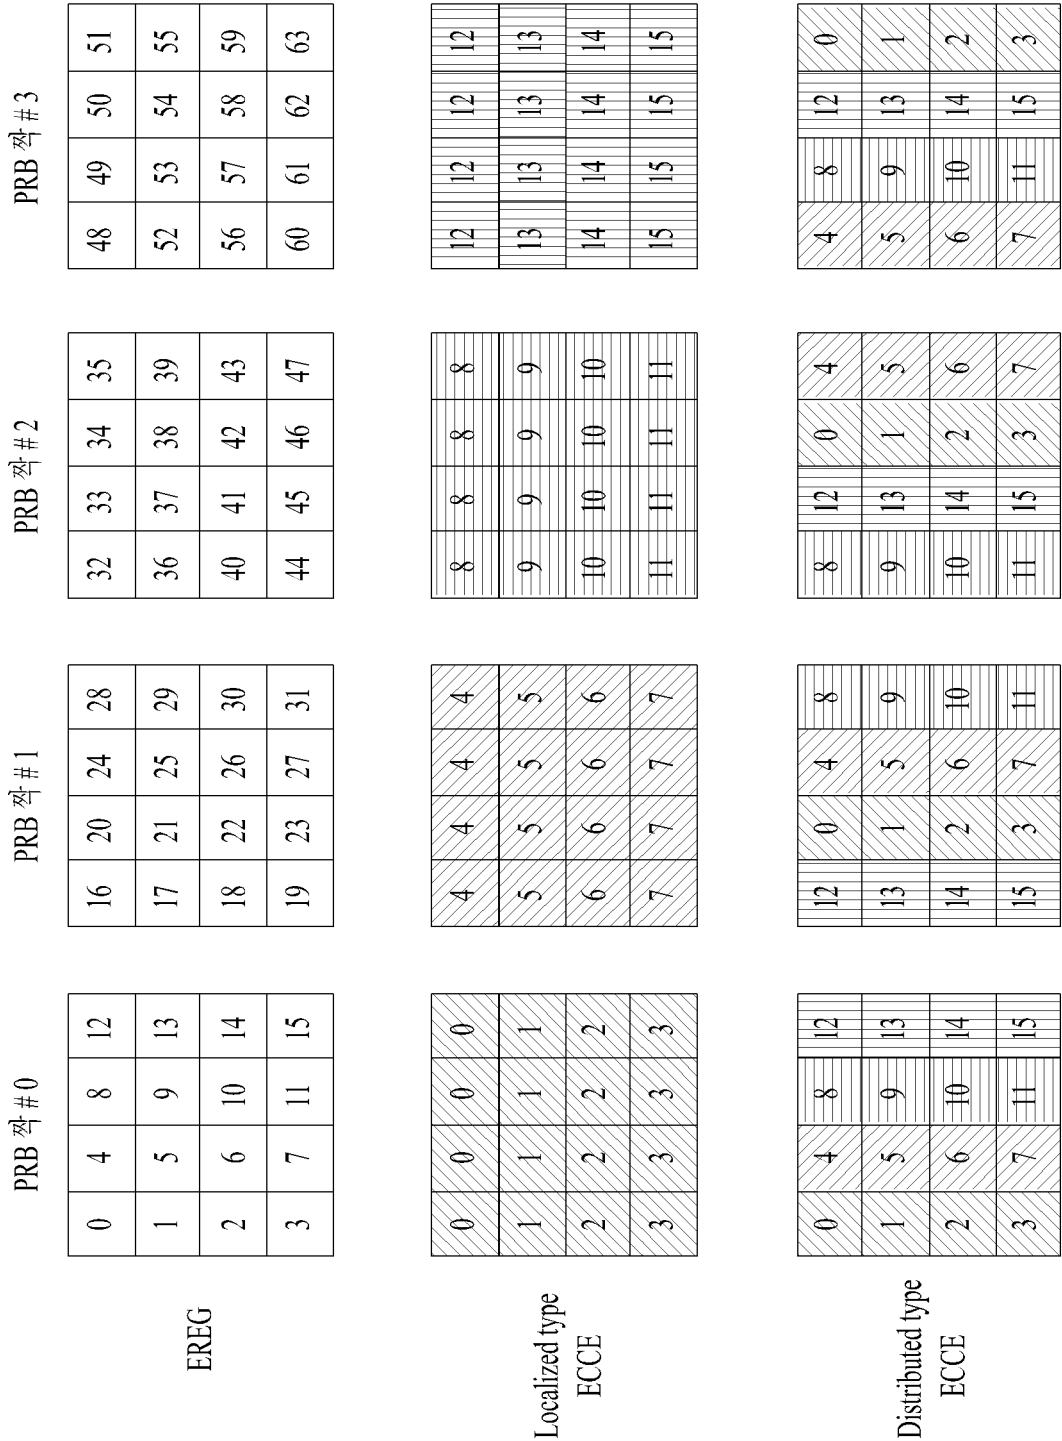 PRB 짝 #0 PRB 짝 #1 PRB 짝 #2 PRB 짝 #3
EREG
0 4 8 12 16 20 24 28 32 33 34 35 48 49 50 51
1 5 9 13 17 21 25 29 36 37 38 39 52 53 54 55
2 6 10 14 18 22 26 30 40 41 42 43 56 57 58 59
3 7 11 15 19 23 27 31 44 45 46 47 60 61 62 63
Localized type
ECCE
0 0 0 0 4 4 4 4 8 8 8 8 12 12 12 12
1 1 1 1 5 5 5 5 9 9 9 9 13 13 13 13
2 2 2 2 6 6 6 6 10 10 10 10 14 14 14 14
3 3 3 3 7 7 7 7 11 11 11 11 15 15 15 15
Distributed type
ECCE
0 4 8 12 12 0 4 8 8 12 0 4 4 8 12 0
1 5 9 13 13 1 5 9 9 13 1 5 5 9 13 1
2 6 10 14 14 2 6 10 10 14 2 6 6 10 14 2
3 7 11 15 15 3 7 11 11 15 3 7 7 11 15 3